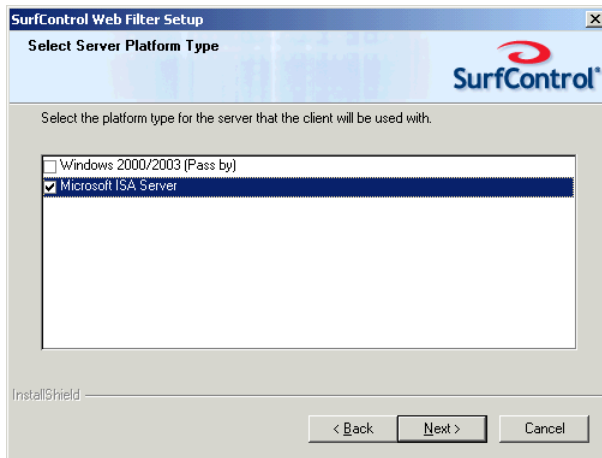 SurfControl Web Filter Setup
Select Server Platform Type
SurfControl®
Select the platform type for the server that the client will be used with.
Windows 2000/2003 (Pass by)
Microsoft ISA Server
InstallShield
< Back
Next >
Cancel